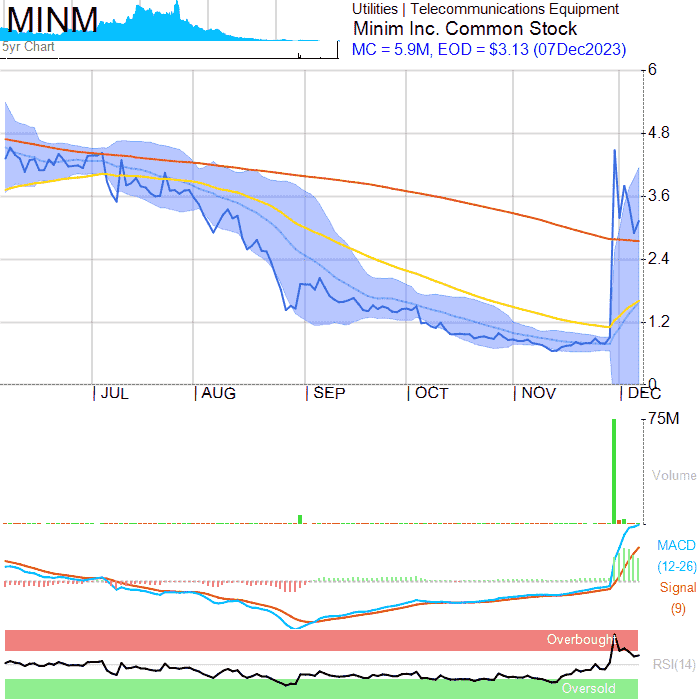 MINM
5yr Chart
Utilities | Telecommunications Equipment
Minim Inc. Common Stock
MC = 5.9M, EOD = $3.13 (07Dec2023)
6
4.8
3.6
2.4
1.2
0
JUL
AUG
SEP
OCT
NOV
DEC
75M
Volume
MACD
(12-26)
Signal
(9)
Overbought
RSI(14)
Oversold